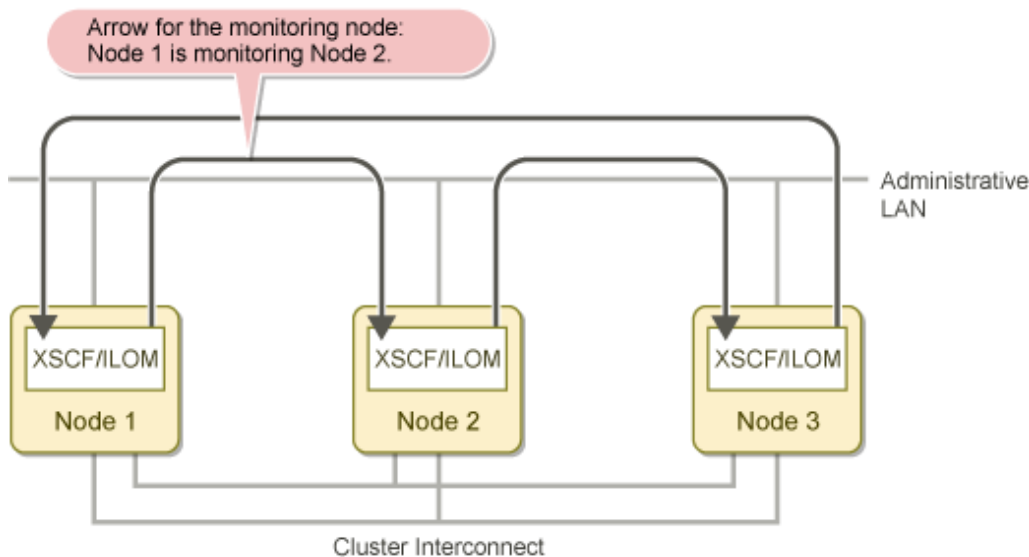 Arrow for the monitoring node:
Node 1 is monitoring Node 2.
Administrative
LAN
XSCF/ILOM
XSCF/ILOM
XSCF/ILOM
Node 1
Node 2
Node 3
Cluster Interconnect